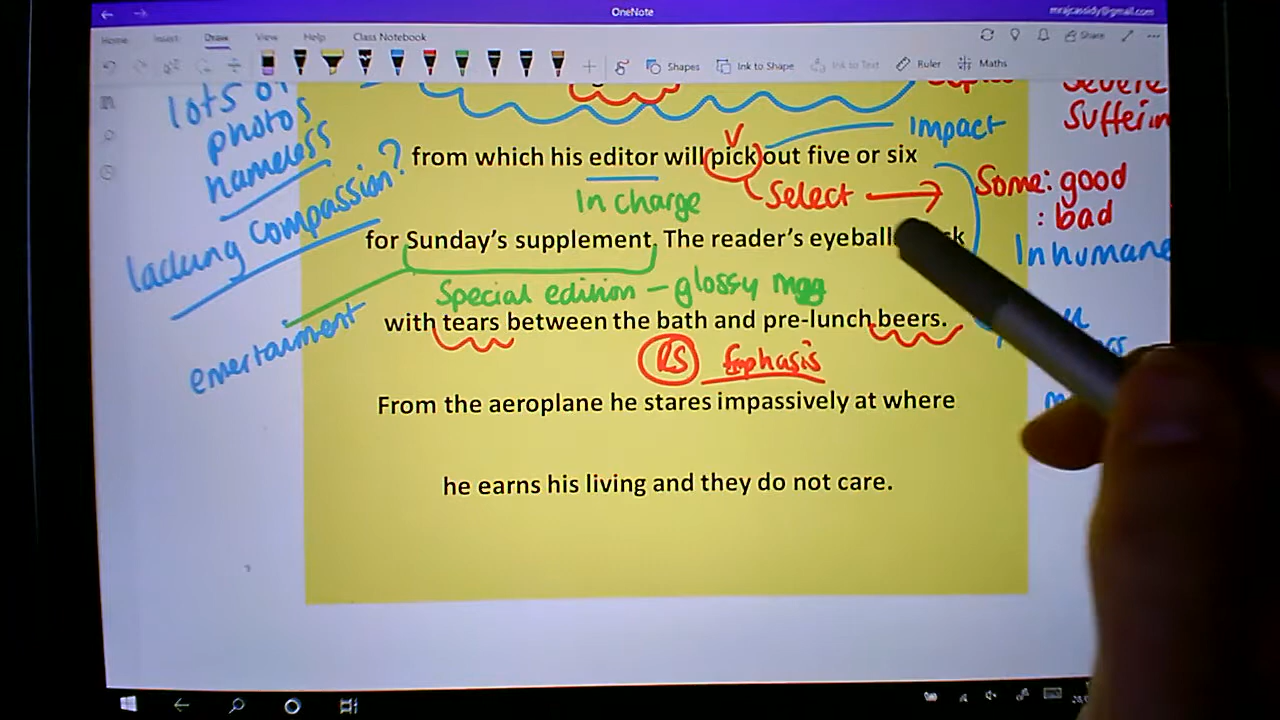 OneNote
mrajcassidy@gmail.com
Home Insert Draw View Help Class Notebook
Share
Shapes Ink to Shape Ink to Text Ruler Maths
lots of
photos
nameless
lacking compassion?
Severe
Impact
from which his editor will pick out five or six
V
In charge
Select
Some: good
: bad
Inhumane
for Sunday's supplement. The reader's
Special edition - glossy mag
entertaiment
with tears between the bath and pre-lunch beers.
RS Emphasis
From the aeroplane he stares impassively at where
he earns his living and they do not care.